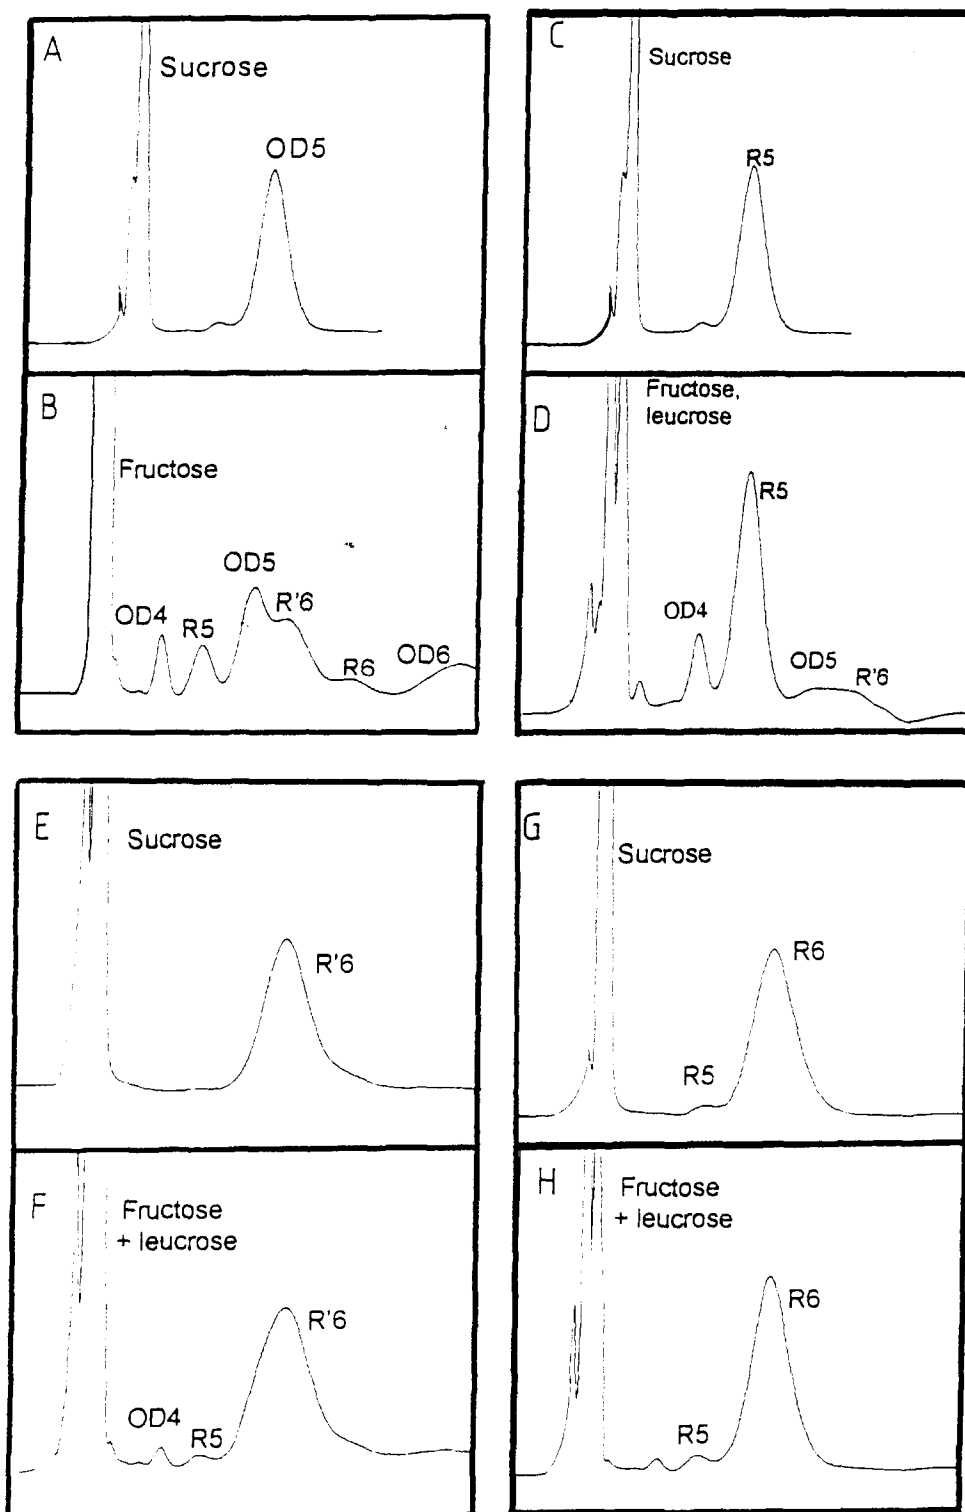 A
Sucrose
OD5
B
Fructose
OD4
R5
OD5
R'6
R6
OD6
C
Sucrose
R5
D
Fructose,
leucrose
OD4
R5
OD5
R'6
E
Sucrose
R'6
F
Fructose
+ leucrose
OD4
R5
R'6
G
Sucrose
R5
R6
H
Fructose
+ leucrose
R5
R6